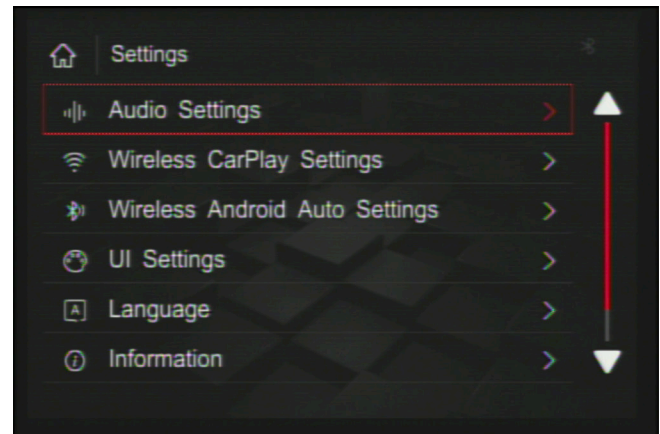 Settings
Audio Settings
Wireless CarPlay Settings
Wireless Android Auto Settings
UI Settings
A Language
Information